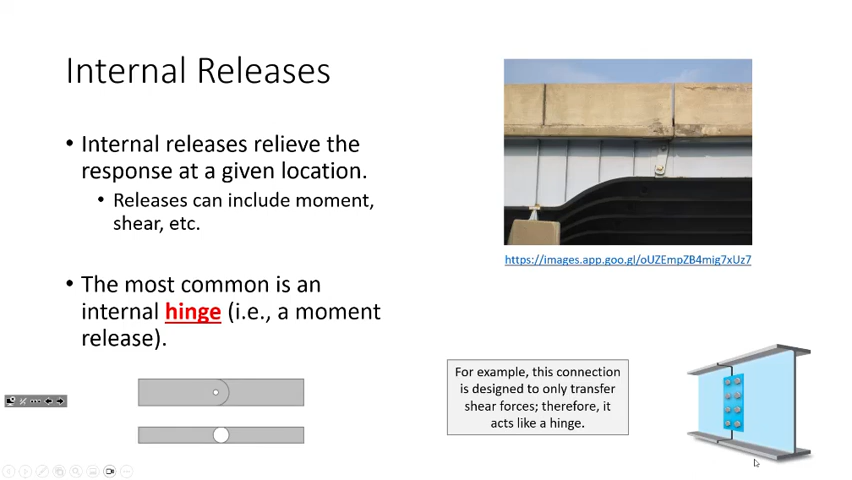 Internal Releases
• Internal releases relieve the
response at a given location.
• Releases can include moment,
shear, etc.
• The most common is an
internal hinge (i.e., a moment
release).
https://images.app.goo.gl/oUZEmpZB4mig7xUz7
For example, this connection
is designed to only transfer
shear forces; therefore, it
acts like a hinge.